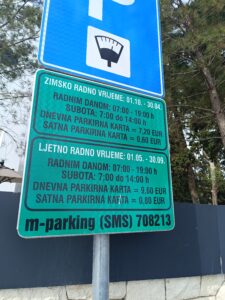 P
ZIMSKO RADNO VRIJEME: 01.10. - 30.04.
RADNIM DANOM: 07:00 - 19:00 h
SUBOTA: 7:00 do 14:00 h
DNEVNA PARKIRNA KARTA = 7,20 EUR
SATNA PARKIRNA KARTA = 0,60 EUR
LJETNO RADNO VRIJEME: 01.05. - 30.09.
RADNIM DANOM: 07:00 - 19:00 h
SUBOTA: 7:00 do 14:00 h
DNEVNA PARKIRNA KARTA = 9,60 EUR
SATNA PARKIRNA KARTA = 0,80 EUR
m-parking (SMS) 708213